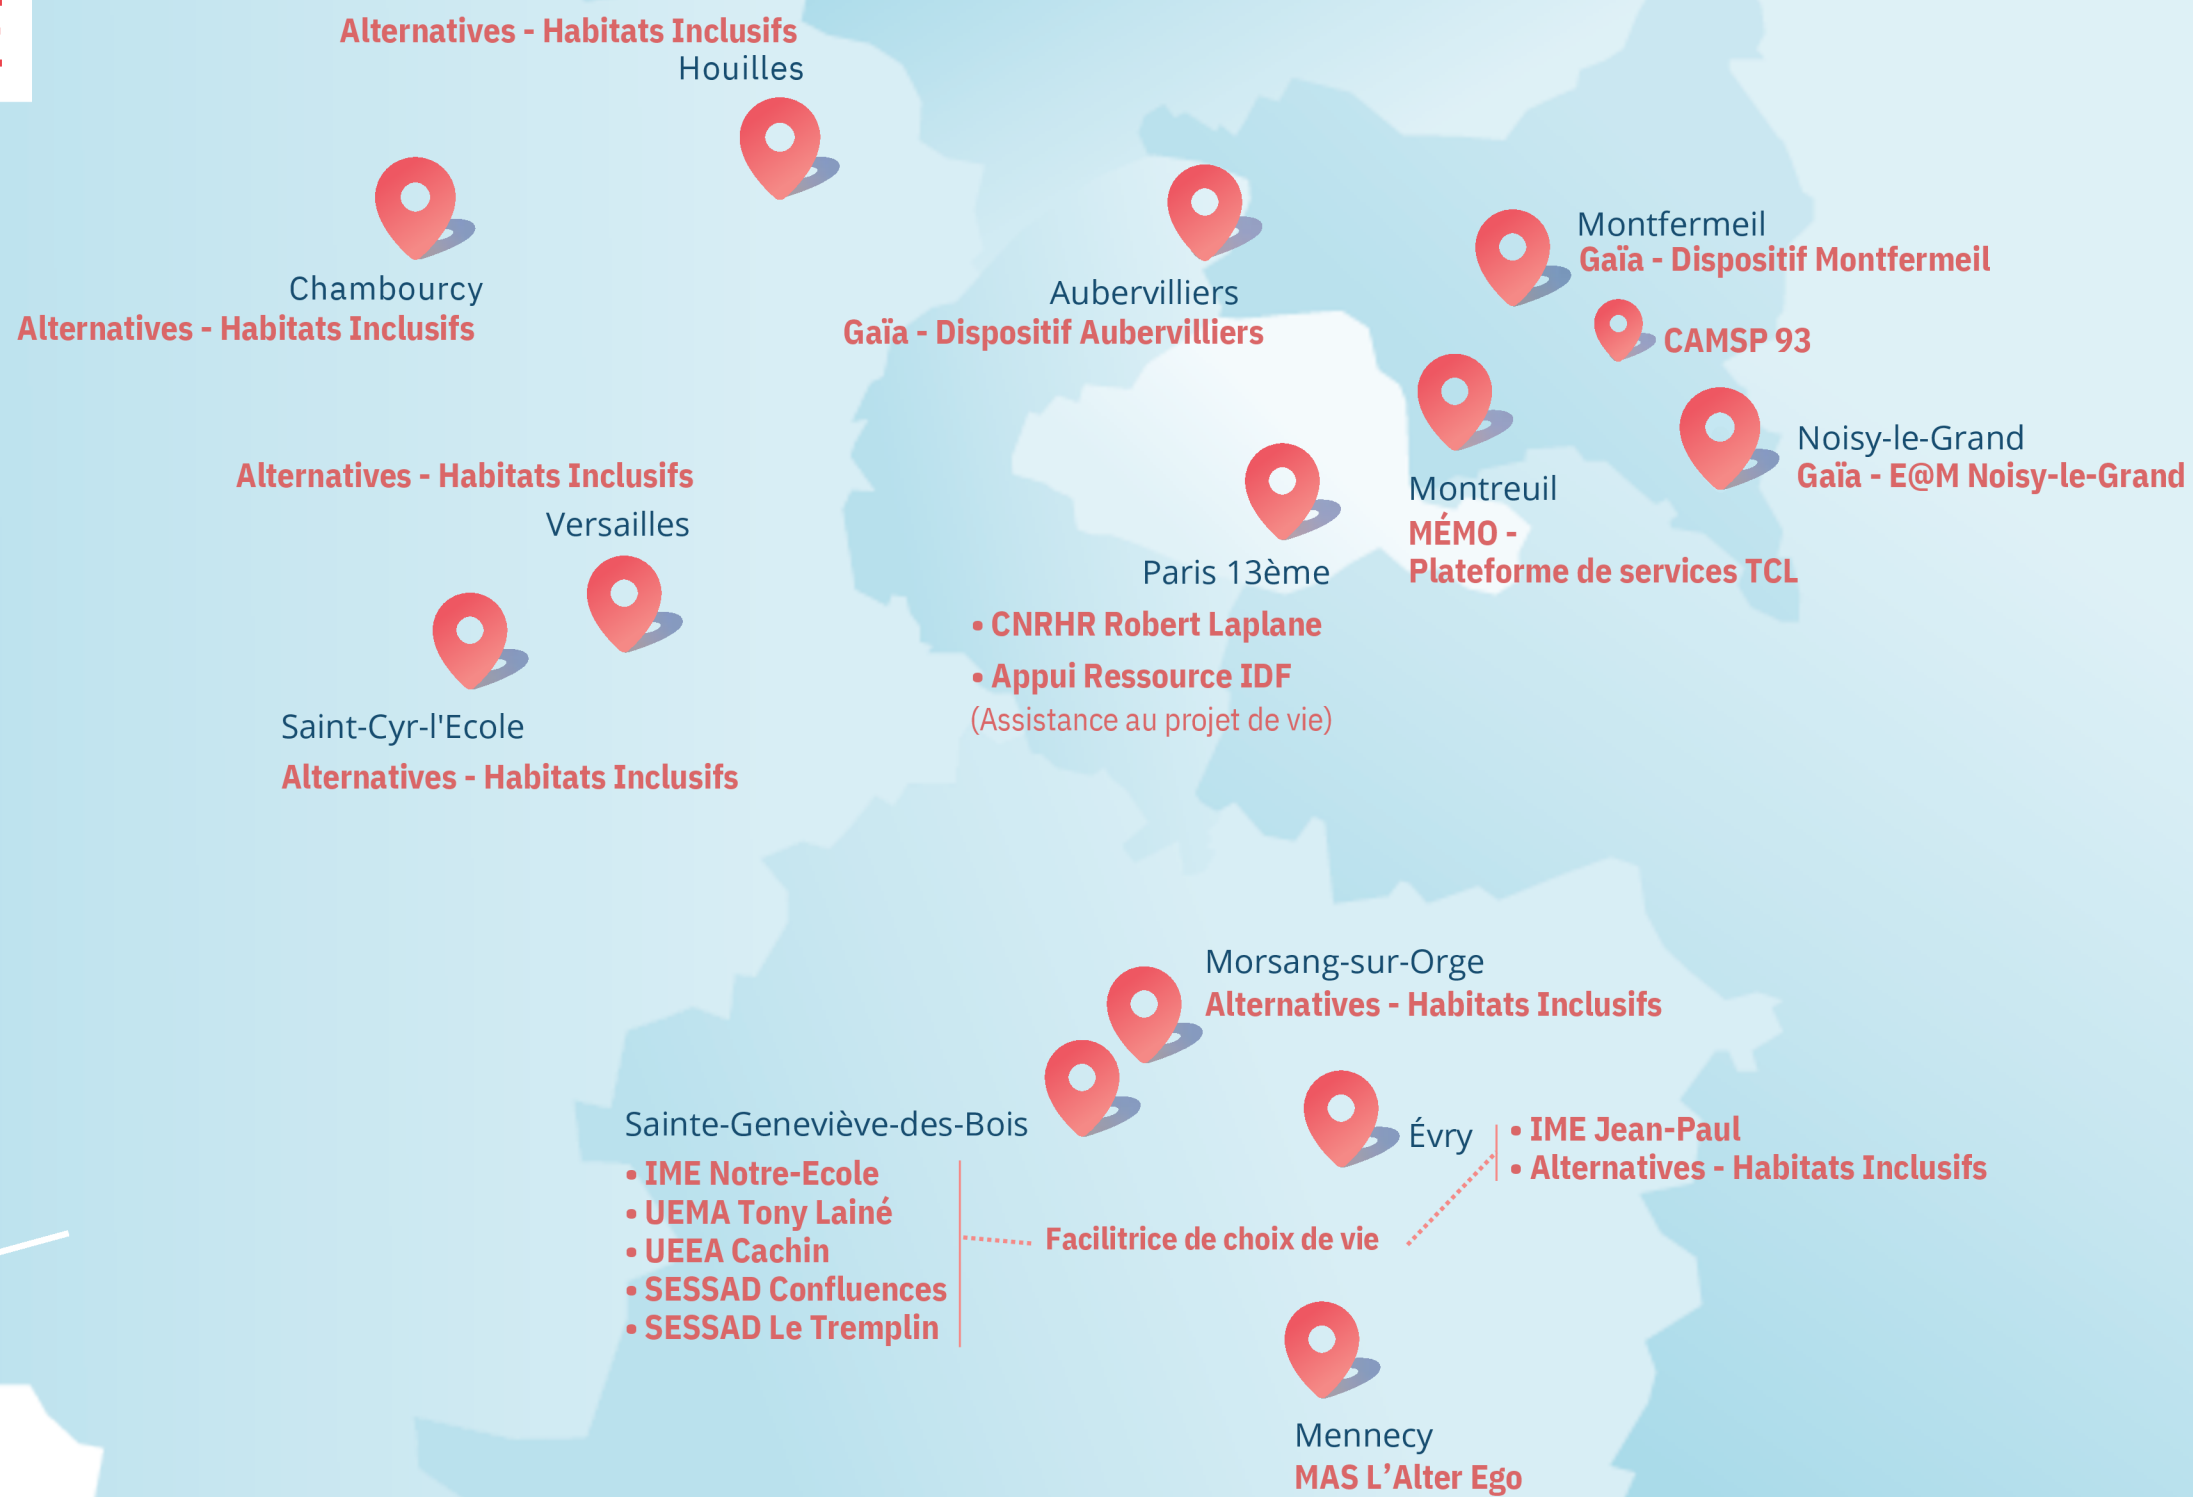 Alternatives - Habitats Inclusifs
Houilles
Chambourcy
Alternatives - Habitats Inclusifs
Aubervilliers
Gaïa - Dispositif Aubervilliers
Montfermeil
Gaïa - Dispositif Montfermeil
CAMSP 93
Noisy-le-Grand
Gaïa - E@M Noisy-le-Grand
Montreuil
MÉMO -
Plateforme de services TCL
Alternatives - Habitats Inclusifs
Versailles
Paris 13ème
• CNRHR Robert Laplane
• Appui Ressource IDF
(Assistance au projet de vie)
Saint-Cyr-l'Ecole
Alternatives - Habitats Inclusifs
Morsang-sur-Orge
Alternatives - Habitats Inclusifs
Sainte-Geneviève-des-Bois
• IME Notre-Ecole
• UEMA Tony Lainé
• UEEA Cachin
• SESSAD Confluences
• SESSAD Le Tremplin
Facilitrice de choix de vie
Évry
• IME Jean-Paul
• Alternatives - Habitats Inclusifs
Mennecy
MAS L’Alter Ego